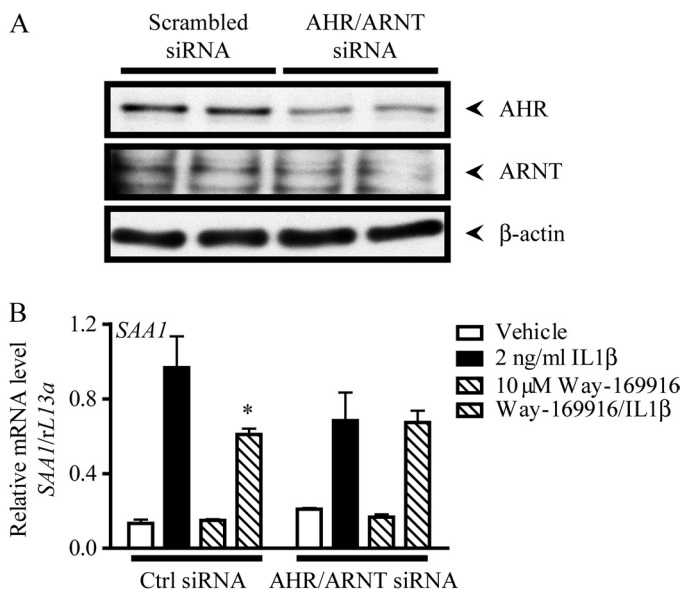 A
Scrambled
siRNA
AHR/ARNT
siRNA
AHR
ARNT
β-actin
B
Relative mRNA level
SAA1/rL13a
1.2
0.8
0.4
0.0
SAA1
*
Ctrl siRNA
AHR/ARNT siRNA
Vehicle
2 ng/ml IL1β
10 μM Way-169916
Way-169916/IL1β